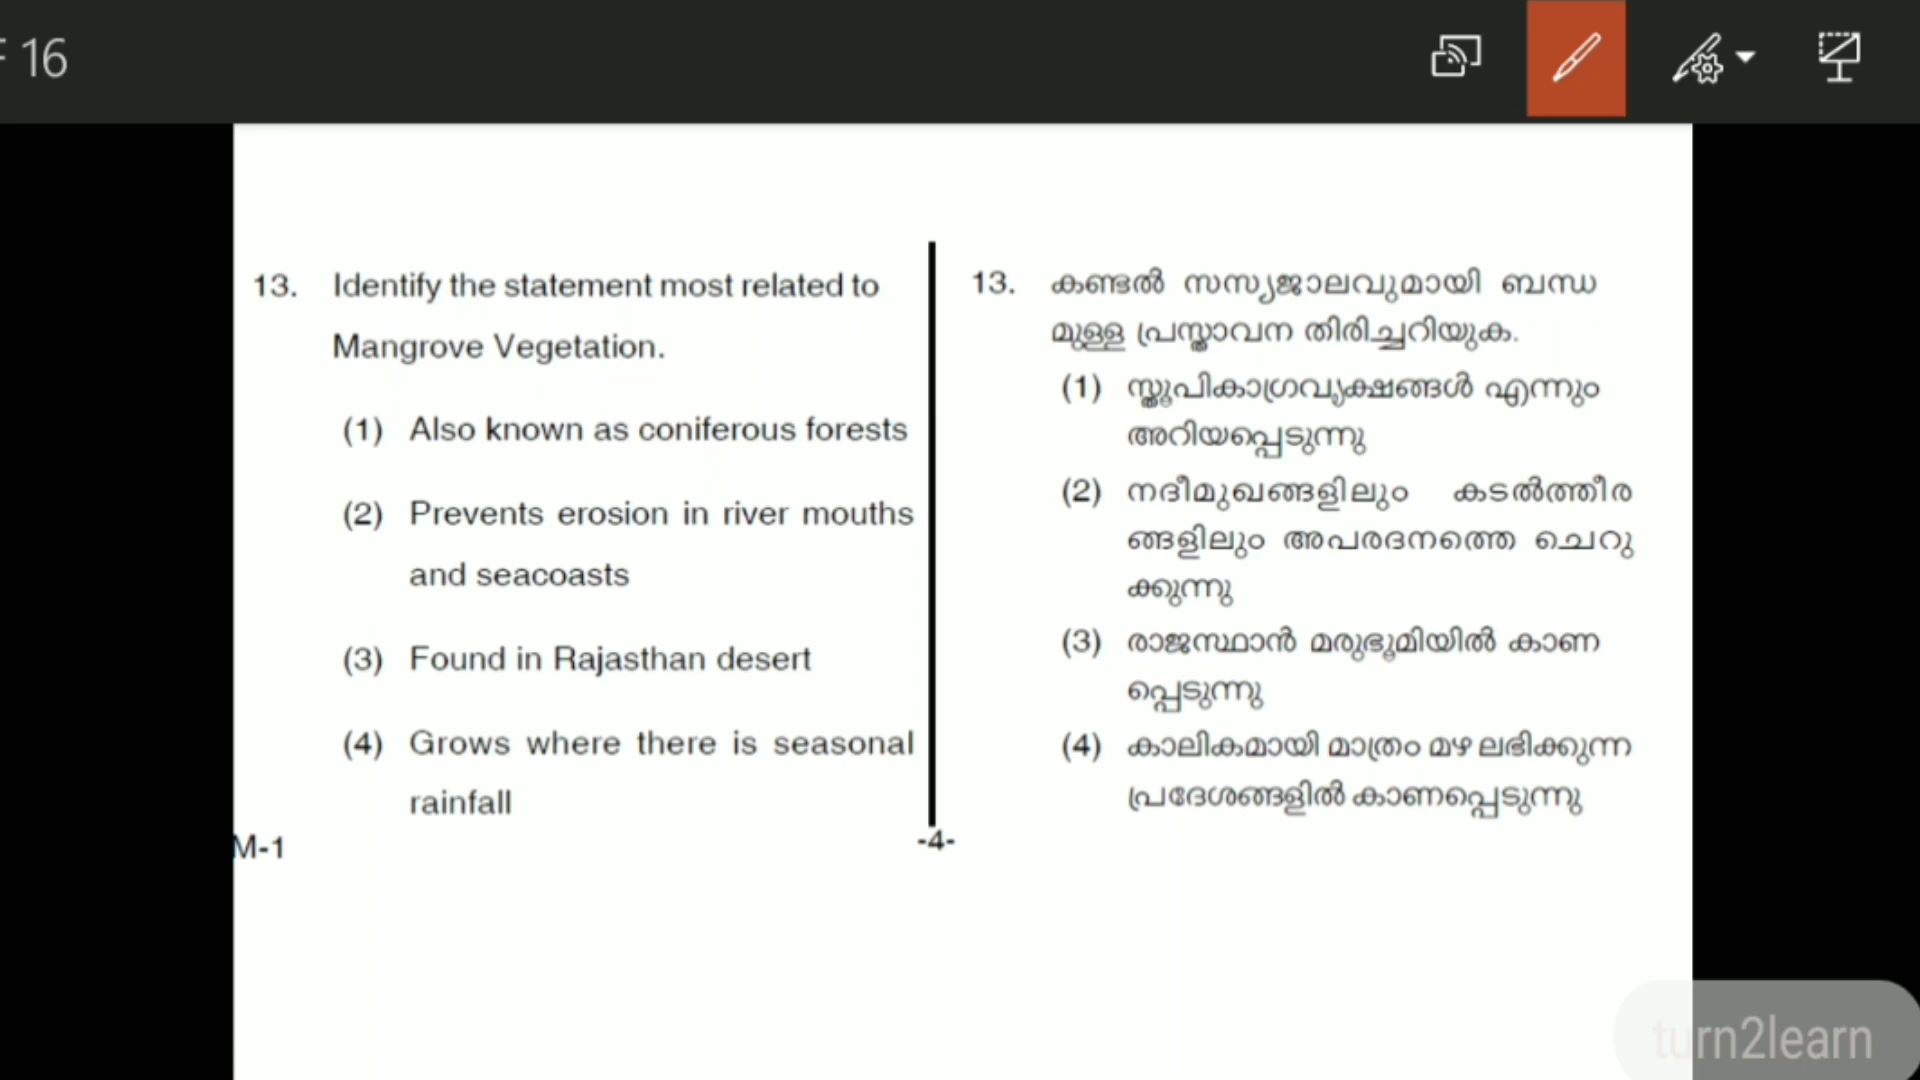 F 16
13. Identify the statement most related to
Mangrove Vegetation.
(1) Also known as coniferous forests
(2) Prevents erosion in river mouths
and seacoasts
(3) Found in Rajasthan desert
(4) Grows where there is seasonal
rainfall
M-1
13. കണ്ടൽ സസ്യജാലവുമായി ബന്ധ
മുള്ള പ്രസ്താവന തിരിച്ചറിയുക.
(1) സ്തൂപികാഗ്രവൃക്ഷങ്ങൾ എന്നും
അറിയപ്പെടുന്നു
(2) നദീമുഖങ്ങളിലും കടൽത്തീര
ങ്ങളിലും അപരദനത്തെ ചെറു
ക്കുന്നു
(3) രാജസ്ഥാൻ മരുഭൂമിയിൽ കാണ
പ്പെടുന്നു
(4) കാലികമായി മാത്രം മഴ ലഭിക്കുന്ന
പ്രദേശങ്ങളിൽ കാണപ്പെടുന്നു
-4-
turn2learn